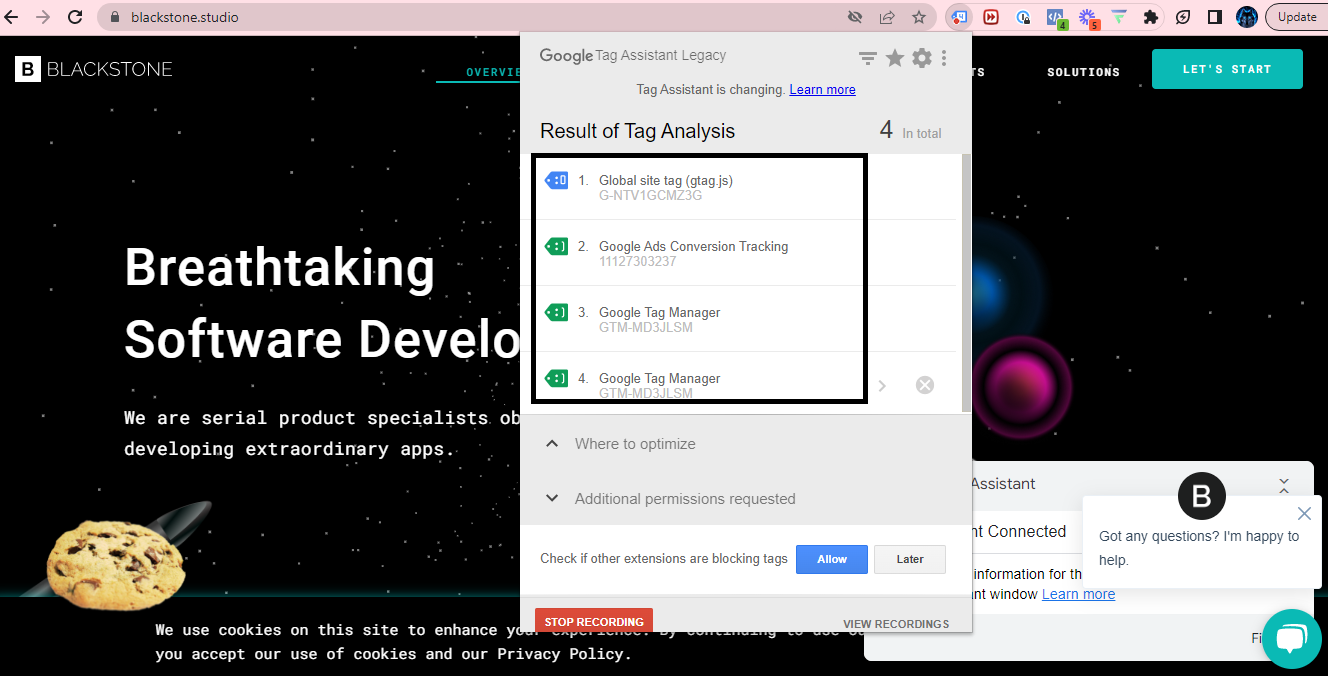 blackstone.studio
4
5
Update
B BLACKSTONE
OVERVIE
TS
SOLUTIONS
LET'S START
Google Tag Assistant Legacy
Tag Assistant is changing. Learn more
Result of Tag Analysis
4 In total
1. Global site tag (gtag.js)
G-NTV1GCMZ3G
2. Google Ads Conversion Tracking
11127303237
3. Google Tag Manager
GTM-MD3JLSM
4. Google Tag Manager
GTM-MD3JLSM
Where to optimize
Additional permissions requested
Check if other extensions are blocking tags
Allow
Later
STOP RECORDING
VIEW RECORDINGS
Breathtaking
Software Develo
We are serial product specialists ob
developing extraordinary apps.
We use cookies on this site to enhance your experience. By continuing to use ou
you accept our use of cookies and our Privacy Policy.
Assistant
nt Connected
information for th
nt window Learn more
B
Got any questions? I'm happy to
help.
Fi